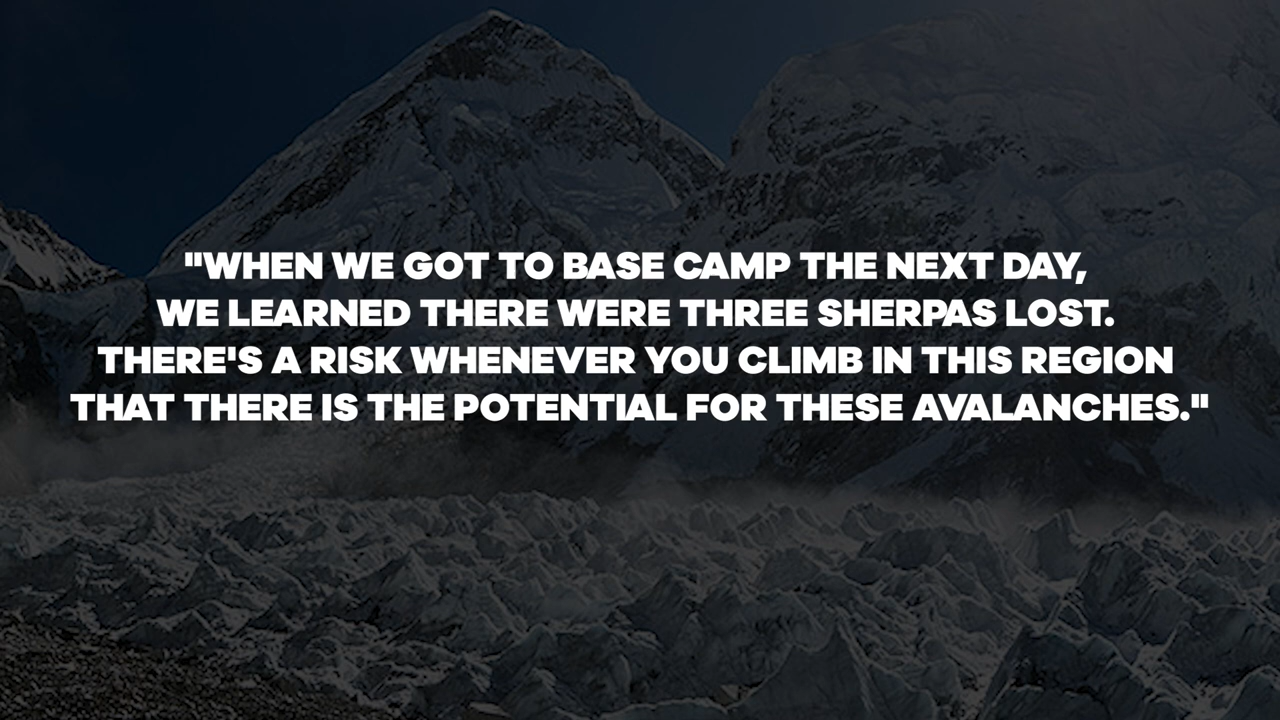 "WHEN WE GOT TO BASE CAMP THE NEXT DAY,
WE LEARNED THERE WERE THREE SHERPAS LOST.
THERE'S A RISK WHENEVER YOU CLIMB IN THIS REGION
THAT THERE IS THE POTENTIAL FOR THESE AVALANCHES."